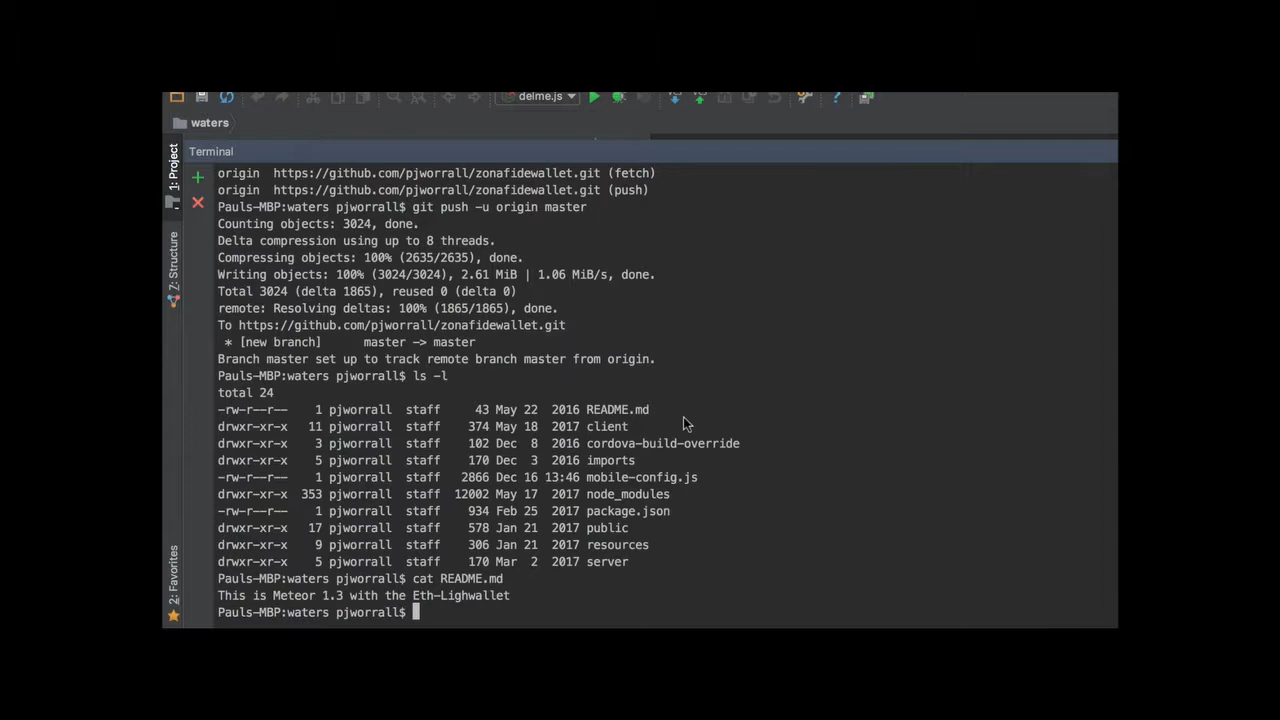 delme.js
waters
Terminal
1: Project
7: Structure
2: Favorites
origin  https://github.com/pjworrall/zonafidewallet.git (fetch)
origin  https://github.com/pjworrall/zonafidewallet.git (push)
Pauls-MBP:waters pjworrall$ git push -u origin master
Counting objects: 3024, done.
Delta compression using up to 8 threads.
Compressing objects: 100% (2635/2635), done.
Writing objects: 100% (3024/3024), 2.61 MiB | 1.06 MiB/s, done.
Total 3024 (delta 1865), reused 0 (delta 0)
remote: Resolving deltas: 100% (1865/1865), done.
To https://github.com/pjworrall/zonafidewallet.git
 * [new branch]      master -> master
Branch master set up to track remote branch master from origin.
Pauls-MBP:waters pjworrall$ ls -l
total 24
-rw-r--r--    1 pjworrall  staff     43 May 22  2016 README.md
drwxr-xr-x   11 pjworrall  staff    374 May 18  2017 client
drwxr-xr-x    3 pjworrall  staff    102 Dec  8  2016 cordova-build-override
drwxr-xr-x    5 pjworrall  staff    170 Dec  3  2016 imports
-rw-r--r--    1 pjworrall  staff   2866 Dec 16 13:46 mobile-config.js
drwxr-xr-x  353 pjworrall  staff  12002 May 17  2017 node_modules
-rw-r--r--    1 pjworrall  staff    934 Feb 25  2017 package.json
drwxr-xr-x   17 pjworrall  staff    578 Jan 21  2017 public
drwxr-xr-x    9 pjworrall  staff    306 Jan 21  2017 resources
drwxr-xr-x    5 pjworrall  staff    170 Mar  2  2017 server
Pauls-MBP:waters pjworrall$ cat README.md
This is Meteor 1.3 with the Eth-Lighwallet
Pauls-MBP:waters pjworrall$